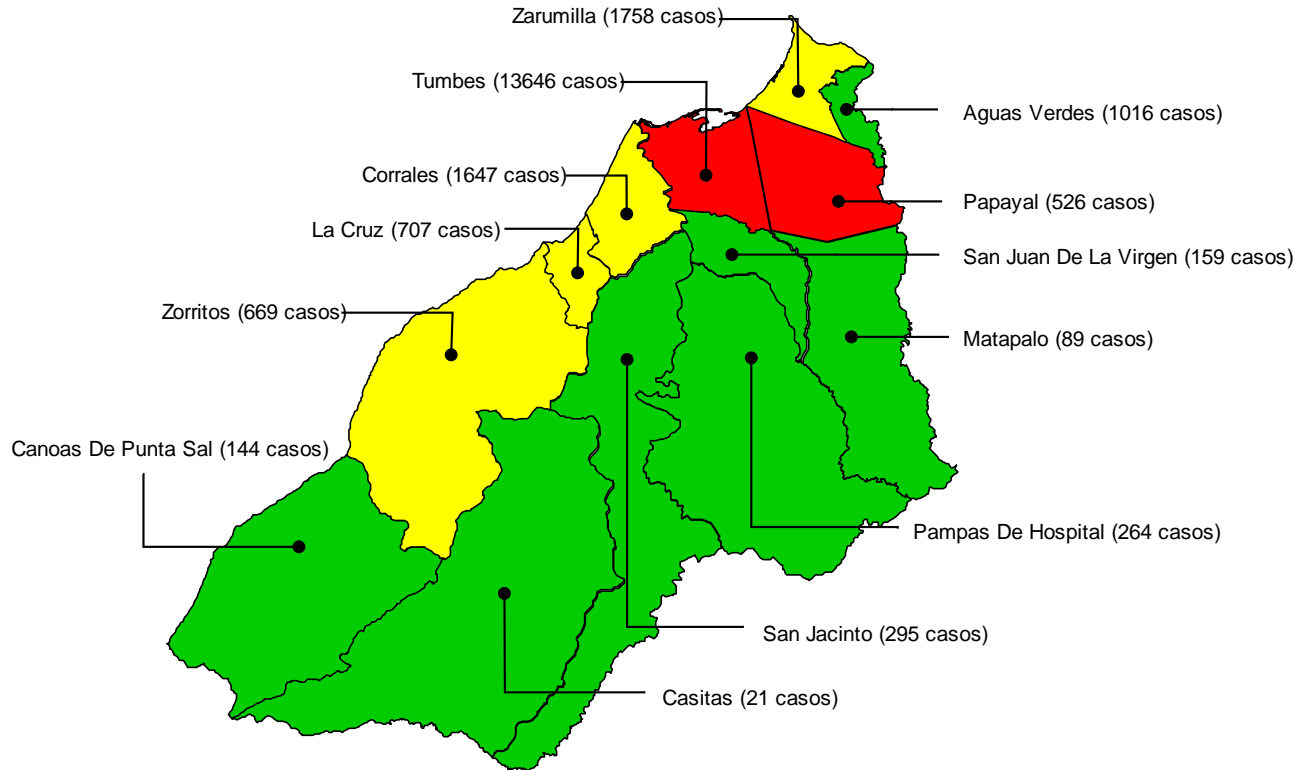 Zarumilla (1758 casos)
Tumbes (13646 casos)
Aguas Verdes (1016 casos)
Corrales (1647 casos)
Papayal (526 casos)
La Cruz (707 casos)
San Juan De La Virgen (159 casos)
Zorritos (669 casos)
Matapalo (89 casos)
Canoas De Punta Sal (144 casos)
Pampas De Hospital (264 casos)
San Jacinto (295 casos)
Casitas (21 casos)